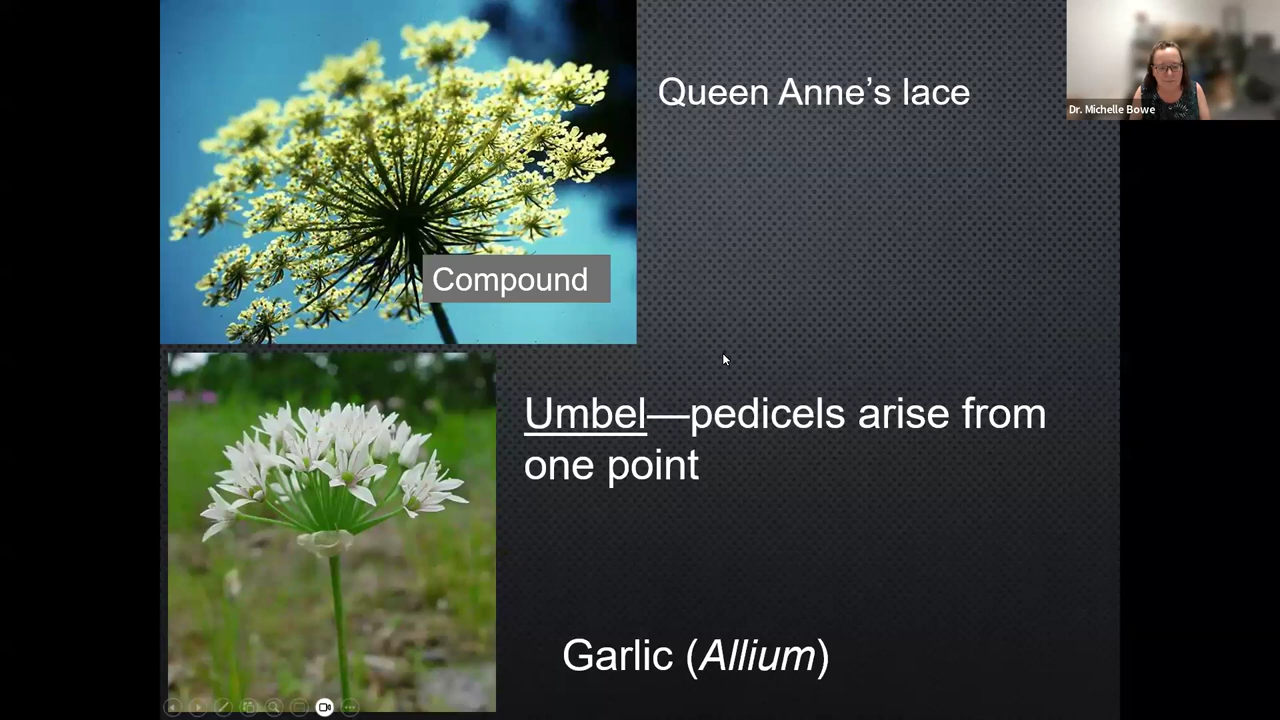 Queen Anne’s lace
Dr. Michelle Bowe
Compound
Umbel—pedicels arise from
one point
Garlic (Allium)